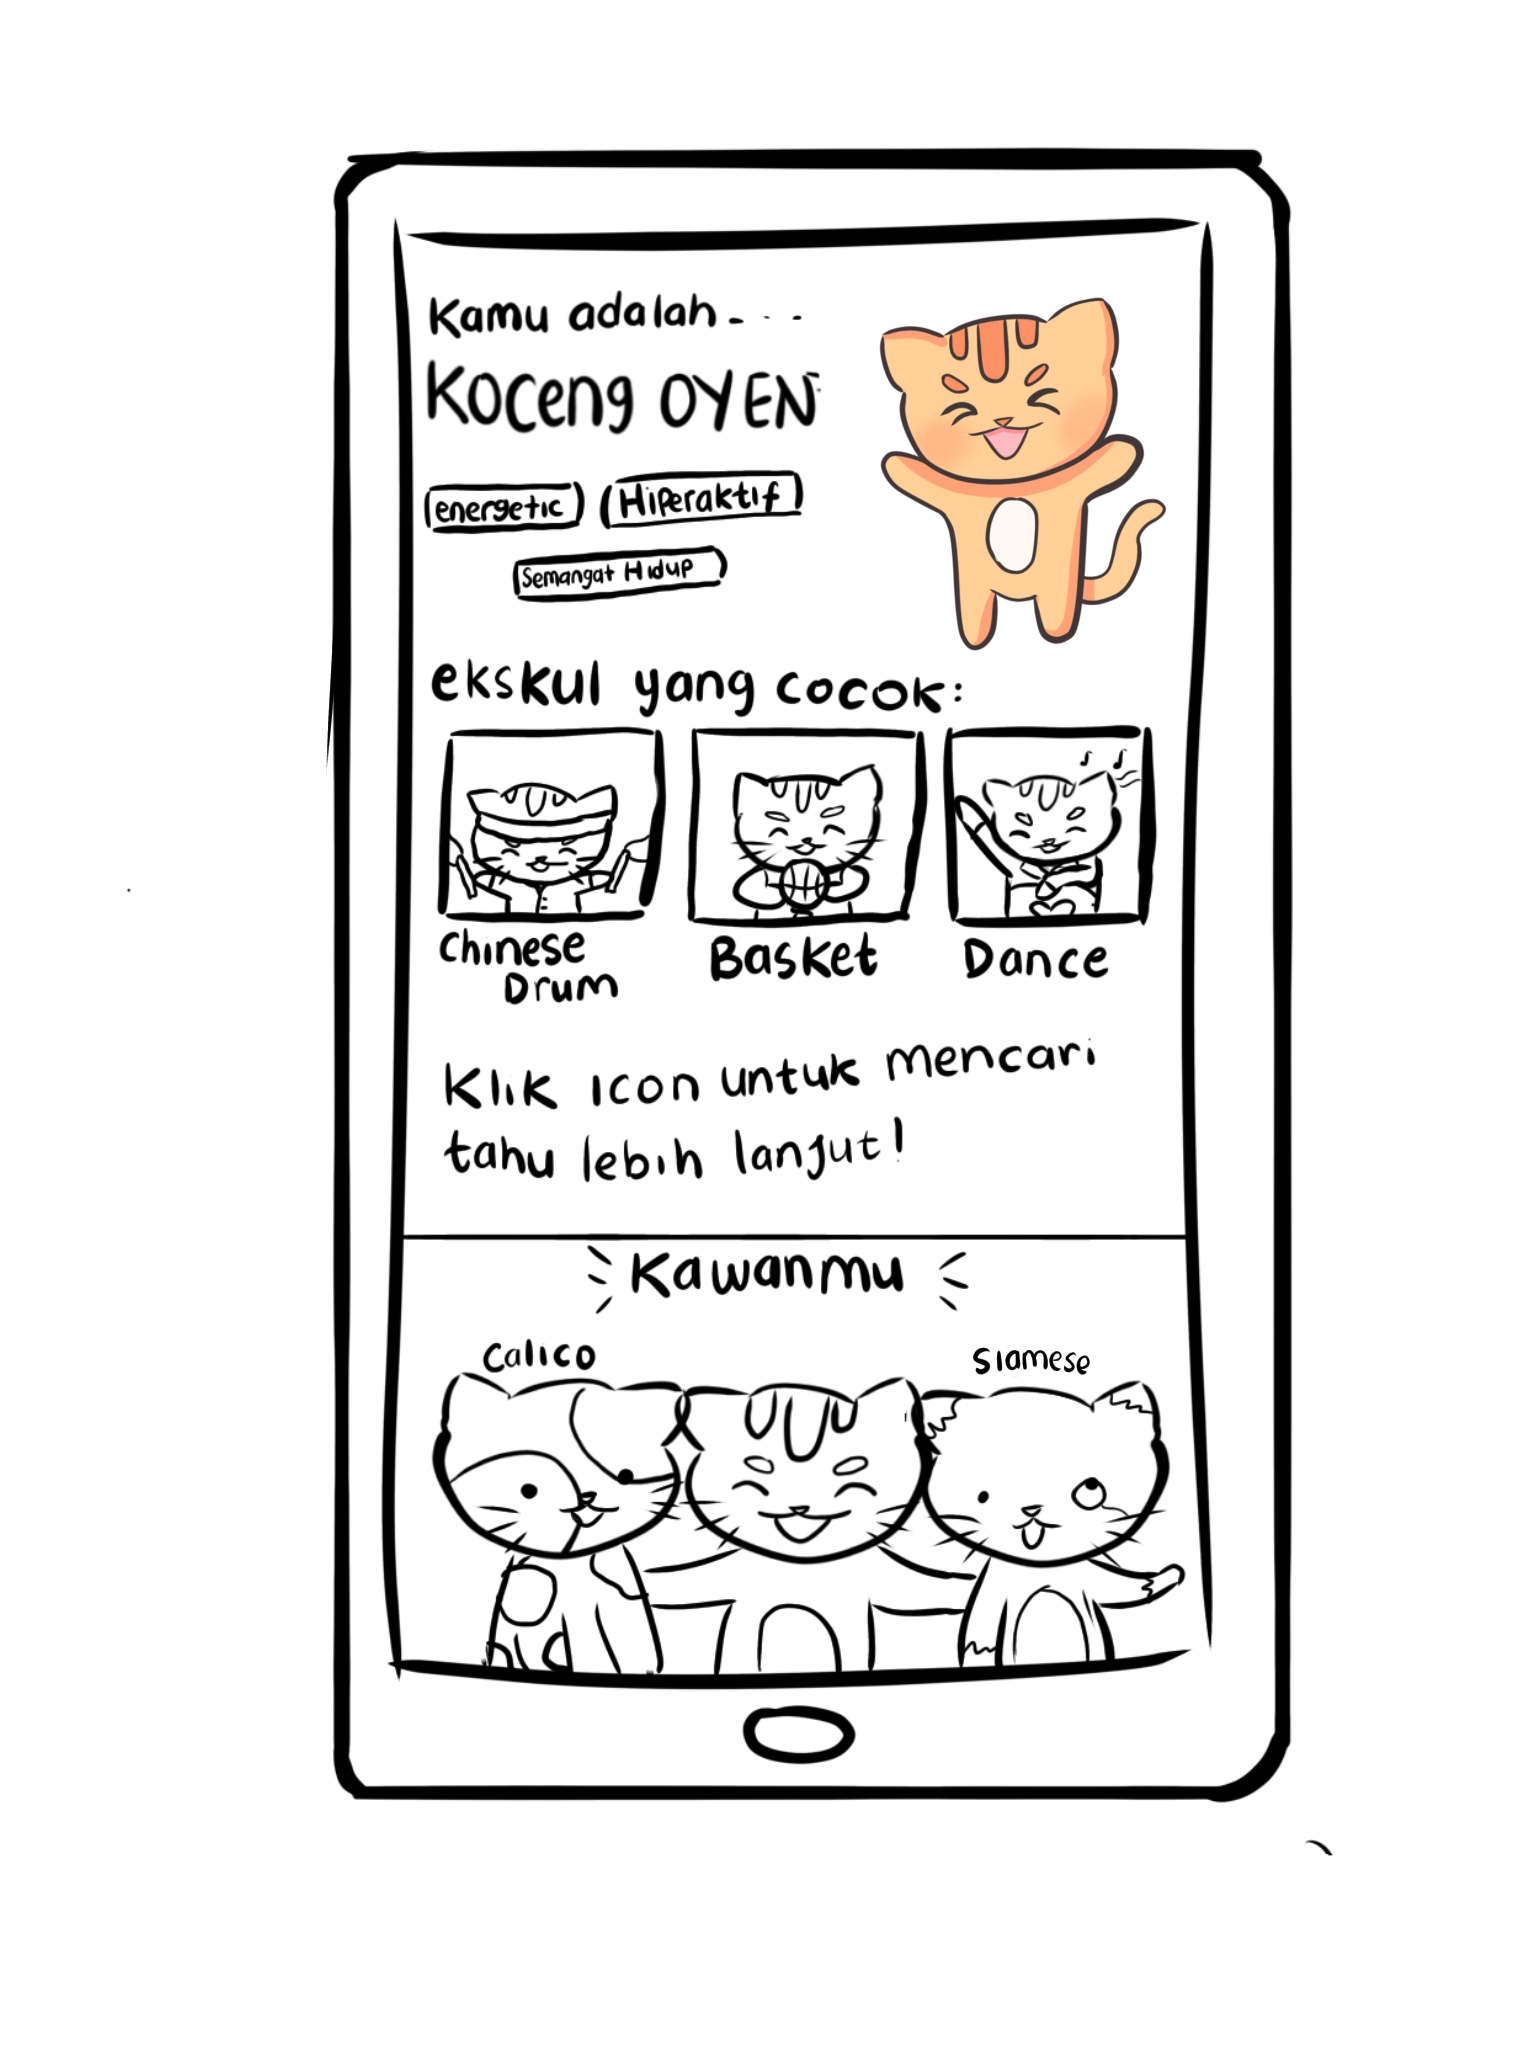 Kamu adalah....
Koceng OYEN
energetic
Hiperaktif
Semangat Hidup
ekskul yang cocok:
Chinese Drum
Basket
Dance
Klik icon untuk mencari
tahu lebih lanjut!
Kawanmu
Calico
Siamese